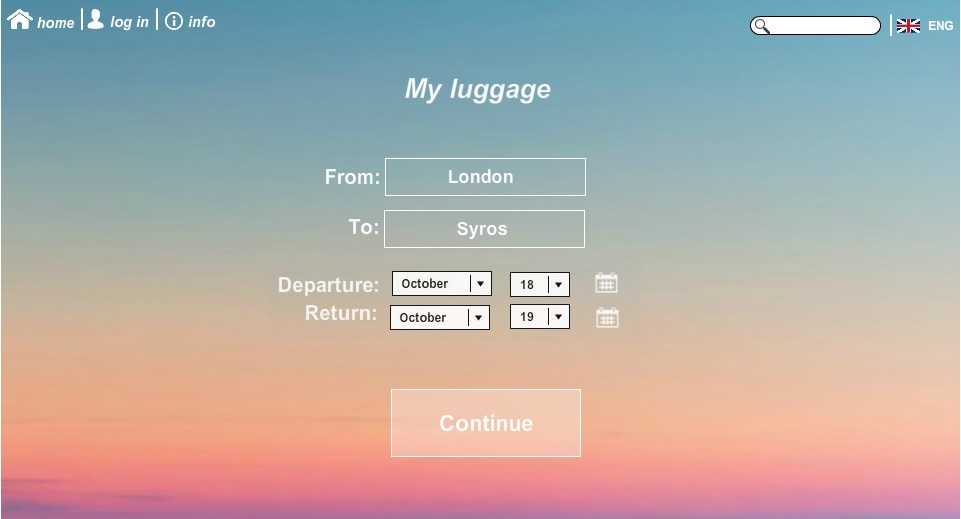 home log in info ENG
My luggage
From: London
To: Syros
Departure: October 18
Return: October 19
Continue